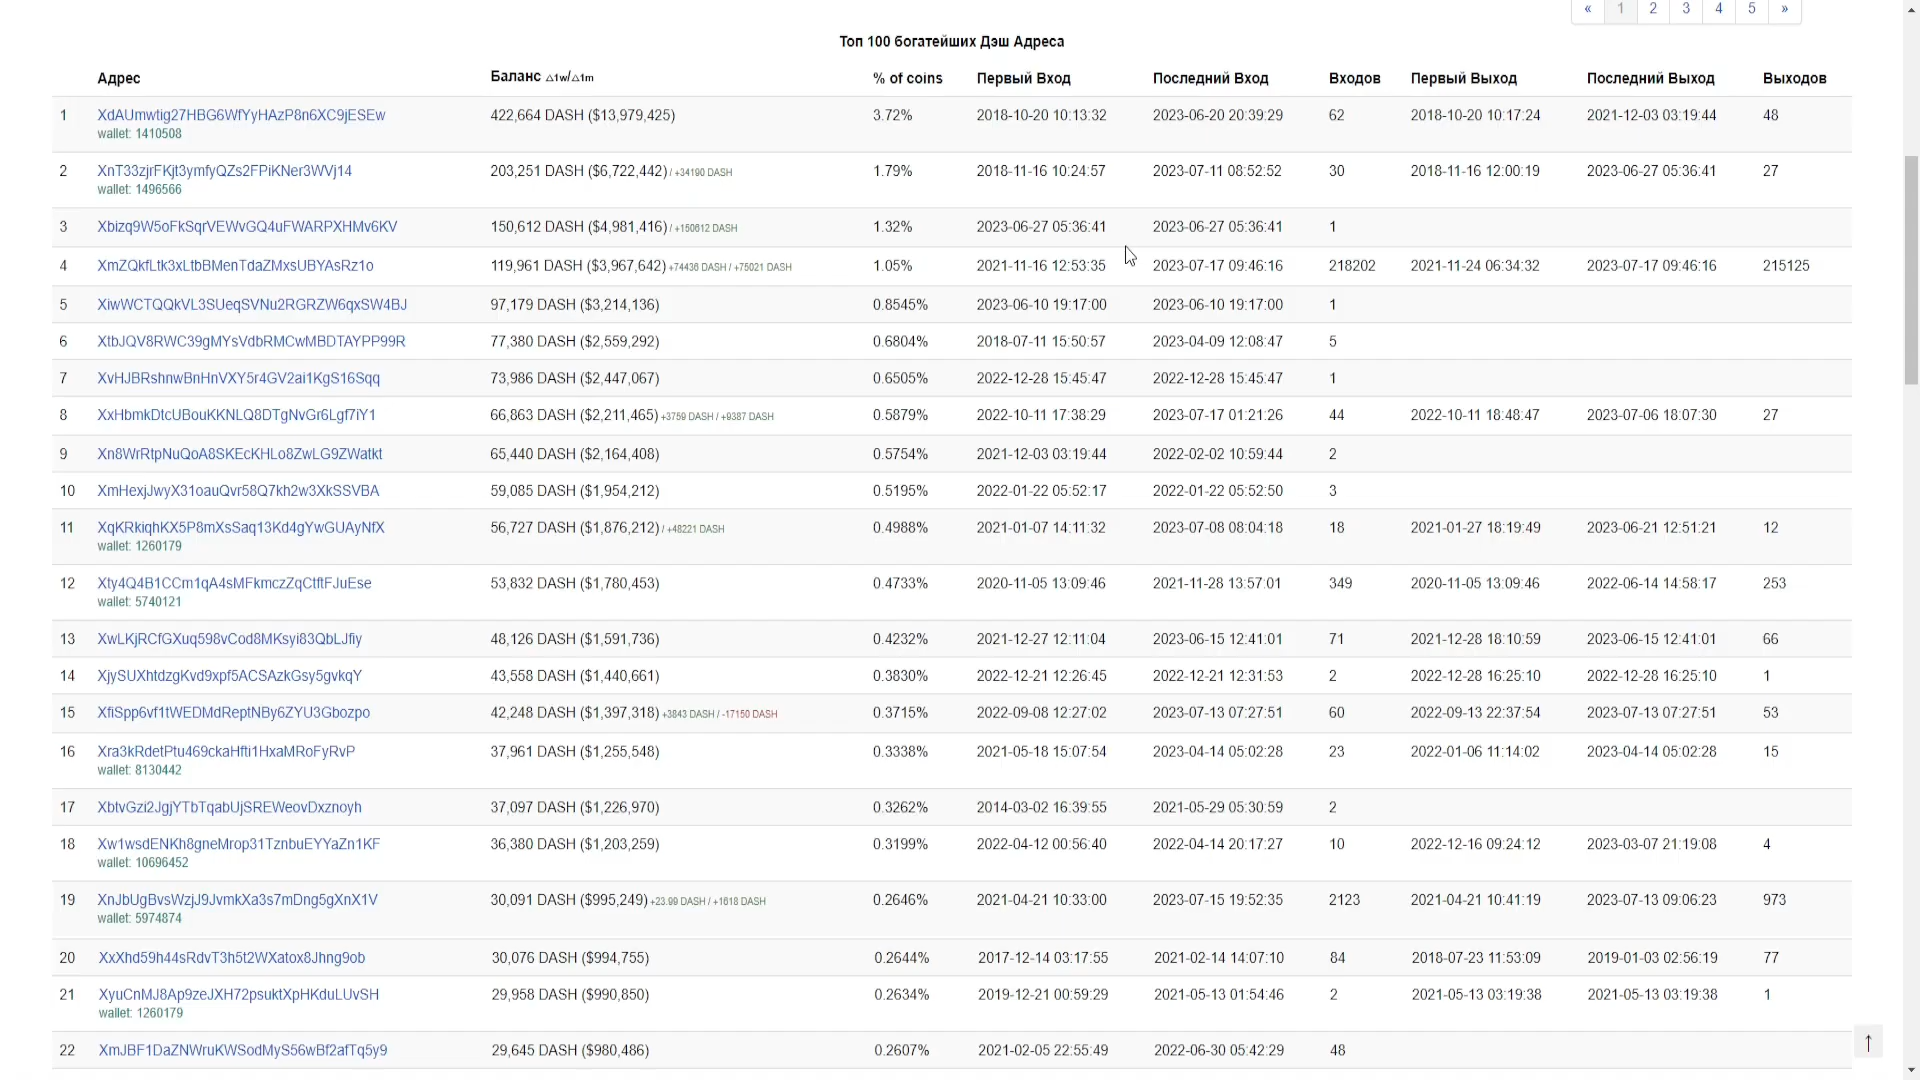 « 1 2 3 4 5 »
Топ 100 богатейших Дэш Адреса
Адрес Баланс △1w/△1m % of coins Первый Вход Последний Вход Входов Первый Выход Последний Выход Выходов
1 XdAUmwtig27HBG6WfYyHAzP8n6XC9jESEw 422,664 DASH ($13,979,425) 3.72% 2018-10-20 10:13:32 2023-06-20 20:39:29 62 2018-10-20 10:17:24 2021-12-03 03:19:44 48
wallet: 1410508
2 XnT33zjrFKjt3ymfyQZs2FPiKNer3WVj14 203,251 DASH ($6,722,442) / +34190 DASH 1.79% 2018-11-16 10:24:57 2023-07-11 08:52:52 30 2018-11-16 12:00:19 2023-06-27 05:36:41 27
wallet: 1496566
3 Xbizq9W5oFkSqrVEWvGQ4uFWARPXHMv6KV 150,612 DASH ($4,981,416) / +150612 DASH 1.32% 2023-06-27 05:36:41 2023-06-27 05:36:41 1
4 XmZQkfLtk3xLtbBMenTdaZMxsUBYAsRz1o 119,961 DASH ($3,967,642) +74436 DASH / +75021 DASH 1.05% 2021-11-16 12:53:35 2023-07-17 09:46:16 218202 2021-11-24 06:34:32 2023-07-17 09:46:16 215125
5 XiwWCTQQkVL3SUeqSVNu2RGRZW6qxSW4BJ 97,179 DASH ($3,214,136) 0.8545% 2023-06-10 19:17:00 2023-06-10 19:17:00 1
6 XtbJQV8RWC39gMYsVdbRMCwMBDTAYPP99R 77,380 DASH ($2,559,292) 0.6804% 2018-07-11 15:50:57 2023-04-09 12:08:47 5
7 XvHJBRshnwBnHnVXY5r4GV2ai1KgS16Sqq 73,986 DASH ($2,447,067) 0.6505% 2022-12-28 15:45:47 2022-12-28 15:45:47 1
8 XxHbmkDtcUBouKKNLQ8DTgNvGr6Lgf7iY1 66,863 DASH ($2,211,465) +3759 DASH / +9387 DASH 0.5879% 2022-10-11 17:38:29 2023-07-17 01:21:26 44 2022-10-11 18:48:47 2023-07-06 18:07:30 27
9 Xn8WrRtpNuQoA8SKEcKHLo8ZwLG9ZWatkt 65,440 DASH ($2,164,408) 0.5754% 2021-12-03 03:19:44 2022-02-02 10:59:44 2
10 XmHexjJwyX31oauQvr58Q7kh2w3XkSSVBA 59,085 DASH ($1,954,212) 0.5195% 2022-01-22 05:52:17 2022-01-22 05:52:50 3
11 XqKRkiqhKX5P8mXsSaq13Kd4gYwGUAyNfX 56,727 DASH ($1,876,212) / +48221 DASH 0.4988% 2021-01-07 14:11:32 2023-07-08 08:04:18 18 2021-01-27 18:19:49 2023-06-21 12:51:21 12
wallet: 1260179
12 Xty4Q4B1CCm1qA4sMFkmczZqCtftFJuEse 53,832 DASH ($1,780,453) 0.4733% 2020-11-05 13:09:46 2021-11-28 13:57:01 349 2020-11-05 13:09:46 2022-06-14 14:58:17 253
wallet: 5740121
13 XwLKjRCfGXuq598vCod8MKsyi83QbLJfiy 48,126 DASH ($1,591,736) 0.4232% 2021-12-27 12:11:04 2023-06-15 12:41:01 71 2021-12-28 18:10:59 2023-06-15 12:41:01 66
14 XjySUXhtdzgKvd9xpf5ACSAzkGsy5gvkqY 43,558 DASH ($1,440,661) 0.3830% 2022-12-21 12:26:45 2022-12-21 12:31:53 2 2022-12-28 16:25:10 2022-12-28 16:25:10 1
15 XfiSpp6vf1tWEDMdReptNBy6ZYU3Gbozpo 42,248 DASH ($1,397,318) +3843 DASH / -17150 DASH 0.3715% 2022-09-08 12:27:02 2023-07-13 07:27:51 60 2022-09-13 22:37:54 2023-07-13 07:27:51 53
16 Xra3kRdetPtu469ckaHfti1HxaMRoFyRvP 37,961 DASH ($1,255,548) 0.3338% 2021-05-18 15:07:54 2023-04-14 05:02:28 23 2022-01-06 11:14:02 2023-04-14 05:02:28 15
wallet: 8130442
17 XbtvGzi2JgjYTbTqabUjSREWeovDxznoyh 37,097 DASH ($1,226,970) 0.3262% 2014-03-02 16:39:55 2021-05-29 05:30:59 2
18 Xw1wsdENKh8gneMrop31TznbuEYYaZn1KF 36,380 DASH ($1,203,259) 0.3199% 2022-04-12 00:56:40 2022-04-14 20:17:27 10 2022-12-16 09:24:12 2023-03-07 21:19:08 4
wallet: 10696452
19 XnJbUgBvsWzjJ9JvmkXa3s7mDng5gXnX1V 30,091 DASH ($995,249) +23.99 DASH / +1618 DASH 0.2646% 2021-04-21 10:33:00 2023-07-15 19:52:35 2123 2021-04-21 10:41:19 2023-07-13 09:06:23 973
wallet: 5974874
20 XxXhd59h44sRdvT3h5t2WXatox8Jhng9ob 30,076 DASH ($994,755) 0.2644% 2017-12-14 03:17:55 2021-02-14 14:07:10 84 2018-07-23 11:53:09 2019-01-03 02:56:19 77
21 XyuCnMJ8Ap9zeJXH72psuktXpHKduLUvSH 29,958 DASH ($990,850) 0.2634% 2019-12-21 00:59:29 2021-05-13 01:54:46 2 2021-05-13 03:19:38 2021-05-13 03:19:38 1
wallet: 1260179
22 XmJBF1DaZNWruKWSodMyS56wBf2afTq5y9 29,645 DASH ($980,486) 0.2607% 2021-02-05 22:55:49 2022-06-30 05:42:29 48